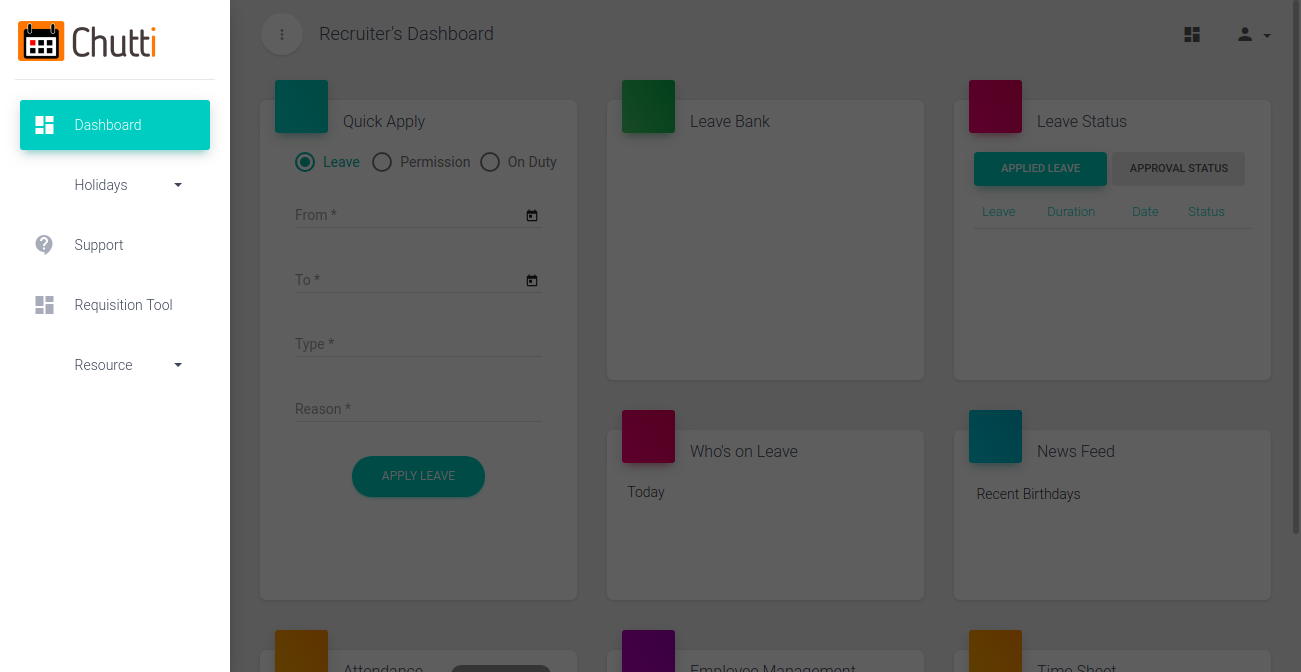 Chutti
Dashboard
Holidays
Support
Requisition Tool
Resource
Recruiter's Dashboard
Quick Apply
Leave Permission On Duty
From *
To *
Type *
Reason *
APPLY LEAVE
Leave Bank
Leave Status
APPLIED LEAVE APPROVAL STATUS
Leave Duration Date Status
Who's on Leave
Today
News Feed
Recent Birthdays
Attendance
Employee Management
Time Sheet